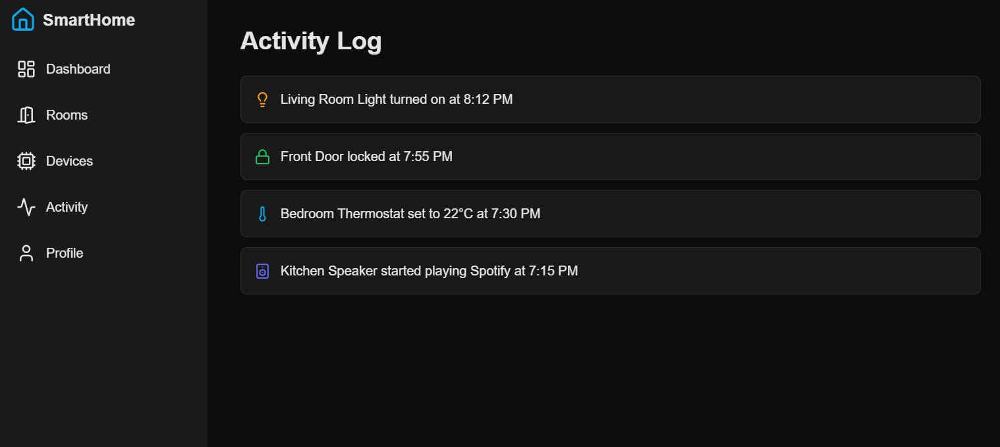 SmartHome
Dashboard
Rooms
Devices
Activity
Profile
Activity Log
Living Room Light turned on at 8:12 PM
Front Door locked at 7:55 PM
Bedroom Thermostat set to 22°C at 7:30 PM
Kitchen Speaker started playing Spotify at 7:15 PM